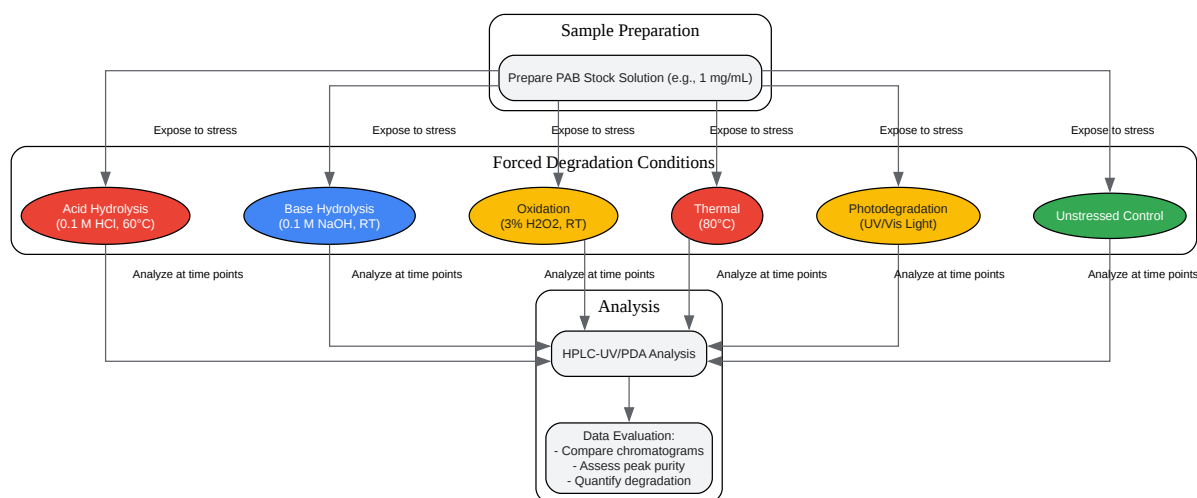 Sample Preparation
Prepare PAB Stock Solution (e.g., 1 mg/mL)
Expose to stress
Expose to stress
Expose to stress
Expose to stress
Expose to stress
Expose to stress
Forced Degradation Conditions
Acid Hydrolysis
(0.1 M HCl, 60°C)
Base Hydrolysis
(0.1 M NaOH, RT)
Oxidation
(3% H2O2, RT)
Thermal
(80°C)
Photodegradation
(UV/Vis Light)
Unstressed Control
Analyze at time points
Analyze at time points
Analyze at time points
Analyze at time points
Analyze at time points
Analyze at time points
Analysis
HPLC-UV/PDA Analysis
Data Evaluation:
- Compare chromatograms
- Assess peak purity
- Quantify degradation